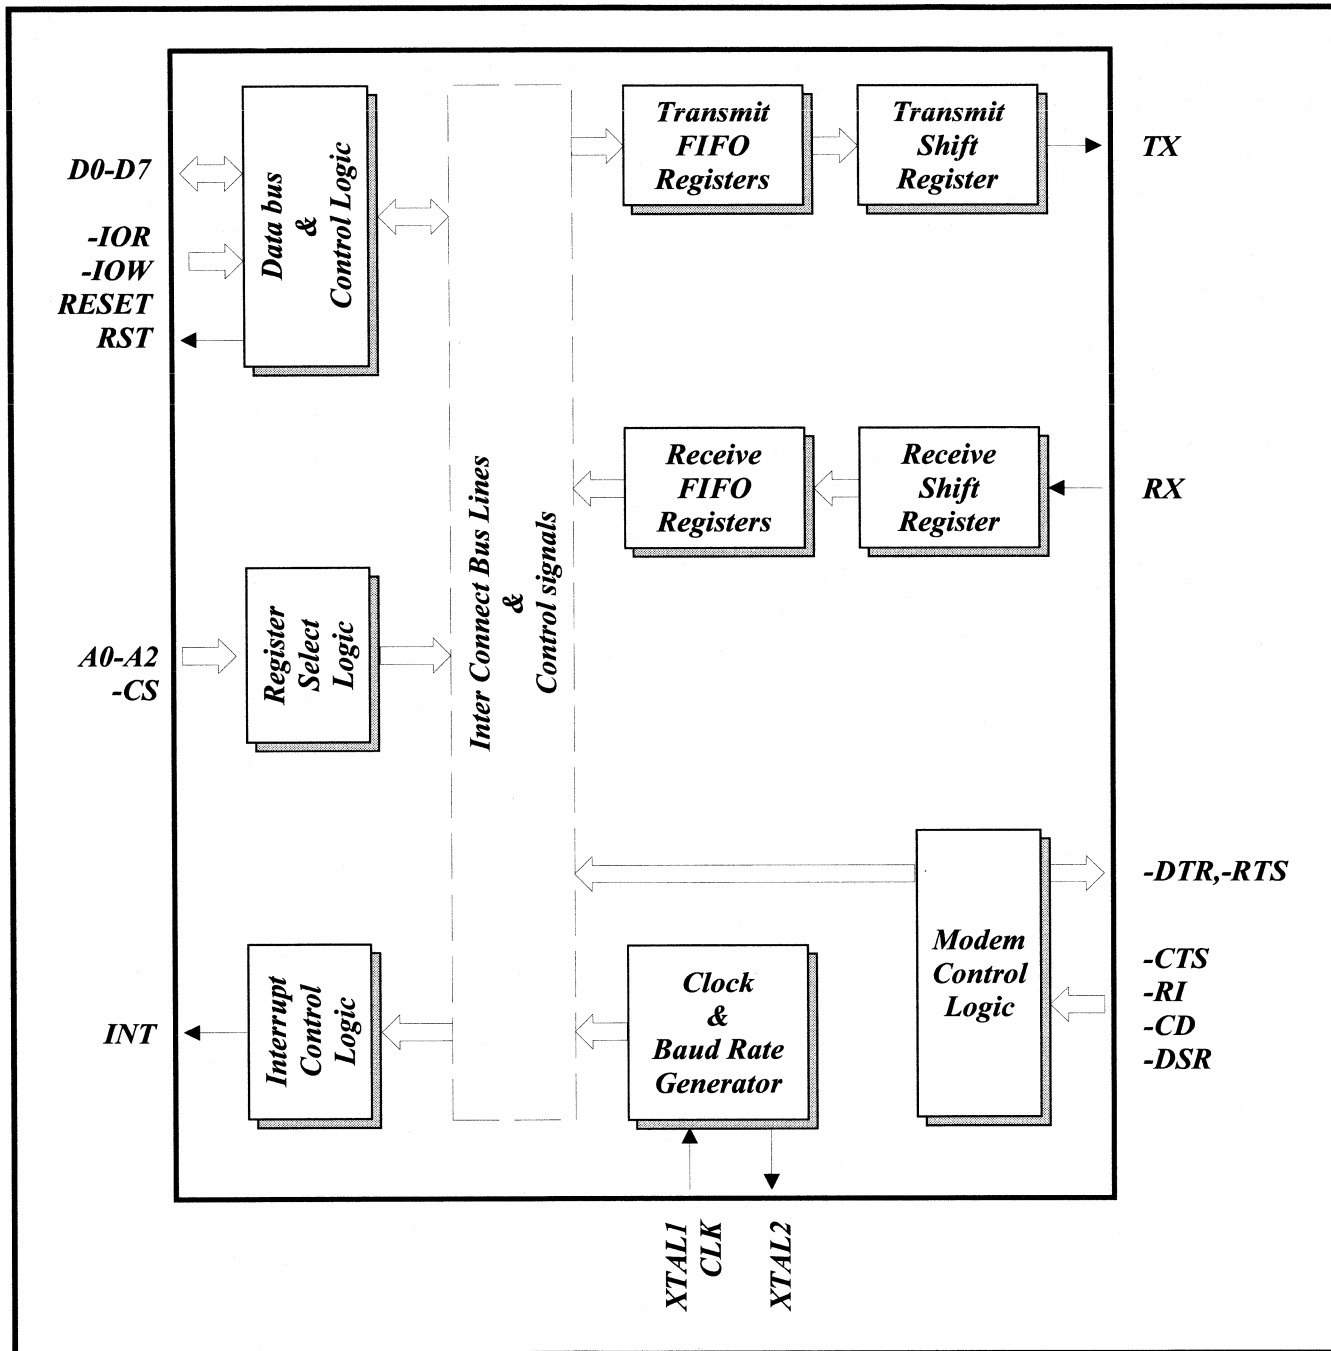 D0-D7
-IOR
-IOW
RESET
RST
Data bus
&
Control Logic
A0-A2
-CS
Register
Select
Logic
INT
Interrupt
Control
Logic
Inter Connect Bus Lines
&
Control signals
Transmit
FIFO
Registers
Transmit
Shift
Register
TX
Receive
FIFO
Registers
Receive
Shift
Register
RX
Modem
Control
Logic
-DTR,-RTS
-CTS
-RI
-CD
-DSR
Clock
&
Baud Rate
Generator
XTAL1
CLK
XTAL2